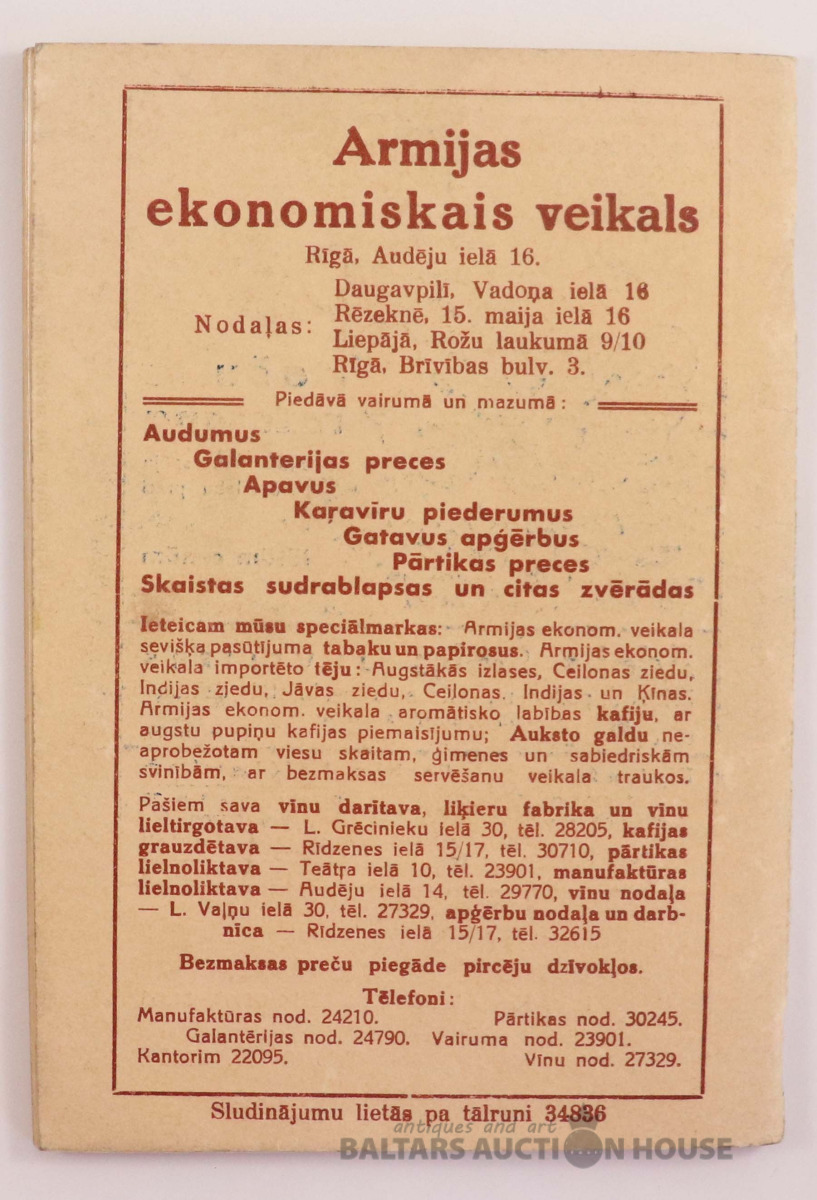 Armijas
ekonomiskais veikals
Rīgā, Audēju ielā 16.
Nodaļas:
Daugavpilī, Vadoņa ielā 16
Rēzeknē, 15. maija ielā 16
Liepājā, Rožu laukumā 9/10
Rīgā, Brīvības bulv. 3.
Piedāvā vairumā un mazumā:
Audumus
Galanterijas preces
Apavus
Kaŗavīru piederumus
Gatavus apģērbus
Pārtikas preces
Skaistas sudrablapsas un citas zvērādas
Ieteicam mūsu speciālmarkas: Armijas ekonom. veikala
sevišķa pasūtījuma tabaku un papirosus. Armijas ekonom.
veikala importēto tēju: Augstākās izlases, Ceilonas ziedu,
Indijas ziedu, Jāvas ziedu, Ceilonas, Indijas un Ķīnas.
Armijas ekonom. veikala aromātisko labības kafiju, ar
augstu pupiņu kafijas piemaisījumu; Auksto galdu ne-
aprobežotam viesu skaitam, ģimenes un sabiedriskām
svinībām, ar bezmaksas servēšanu veikala traukos.
Pašiem sava vīnu darītava, liķieru fabrika un vīnu
lieltirgotava — L. Grēcinieku ielā 30, tēl. 28205, kafijas
grauzdētava — Rīdzenes ielā 15/17, tēl. 30710, pārtikas
lielnoliktava — Teātŗa ielā 10, tēl. 23901, manufaktūras
lielnoliktava — Audēju ielā 14, tēl. 29770, vīnu nodaļa
— L. Vaļņu ielā 30, tēl. 27329, apģērbu nodaļa un darb-
nīca — Rīdzenes ielā 15/17, tēl. 32615
Bezmaksas preču piegāde pircēju dzīvokļos.
Tēlefoni:
Manufaktūras nod. 24210. Pārtikas nod. 30245.
Galantērijas nod. 24790. Vairuma nod. 23901.
Kantorim 22095. Vīnu nod. 27329.
Sludinājumu lietās pa tālruni 34836
antiques and art
BALTARS AUCTION HOUSE